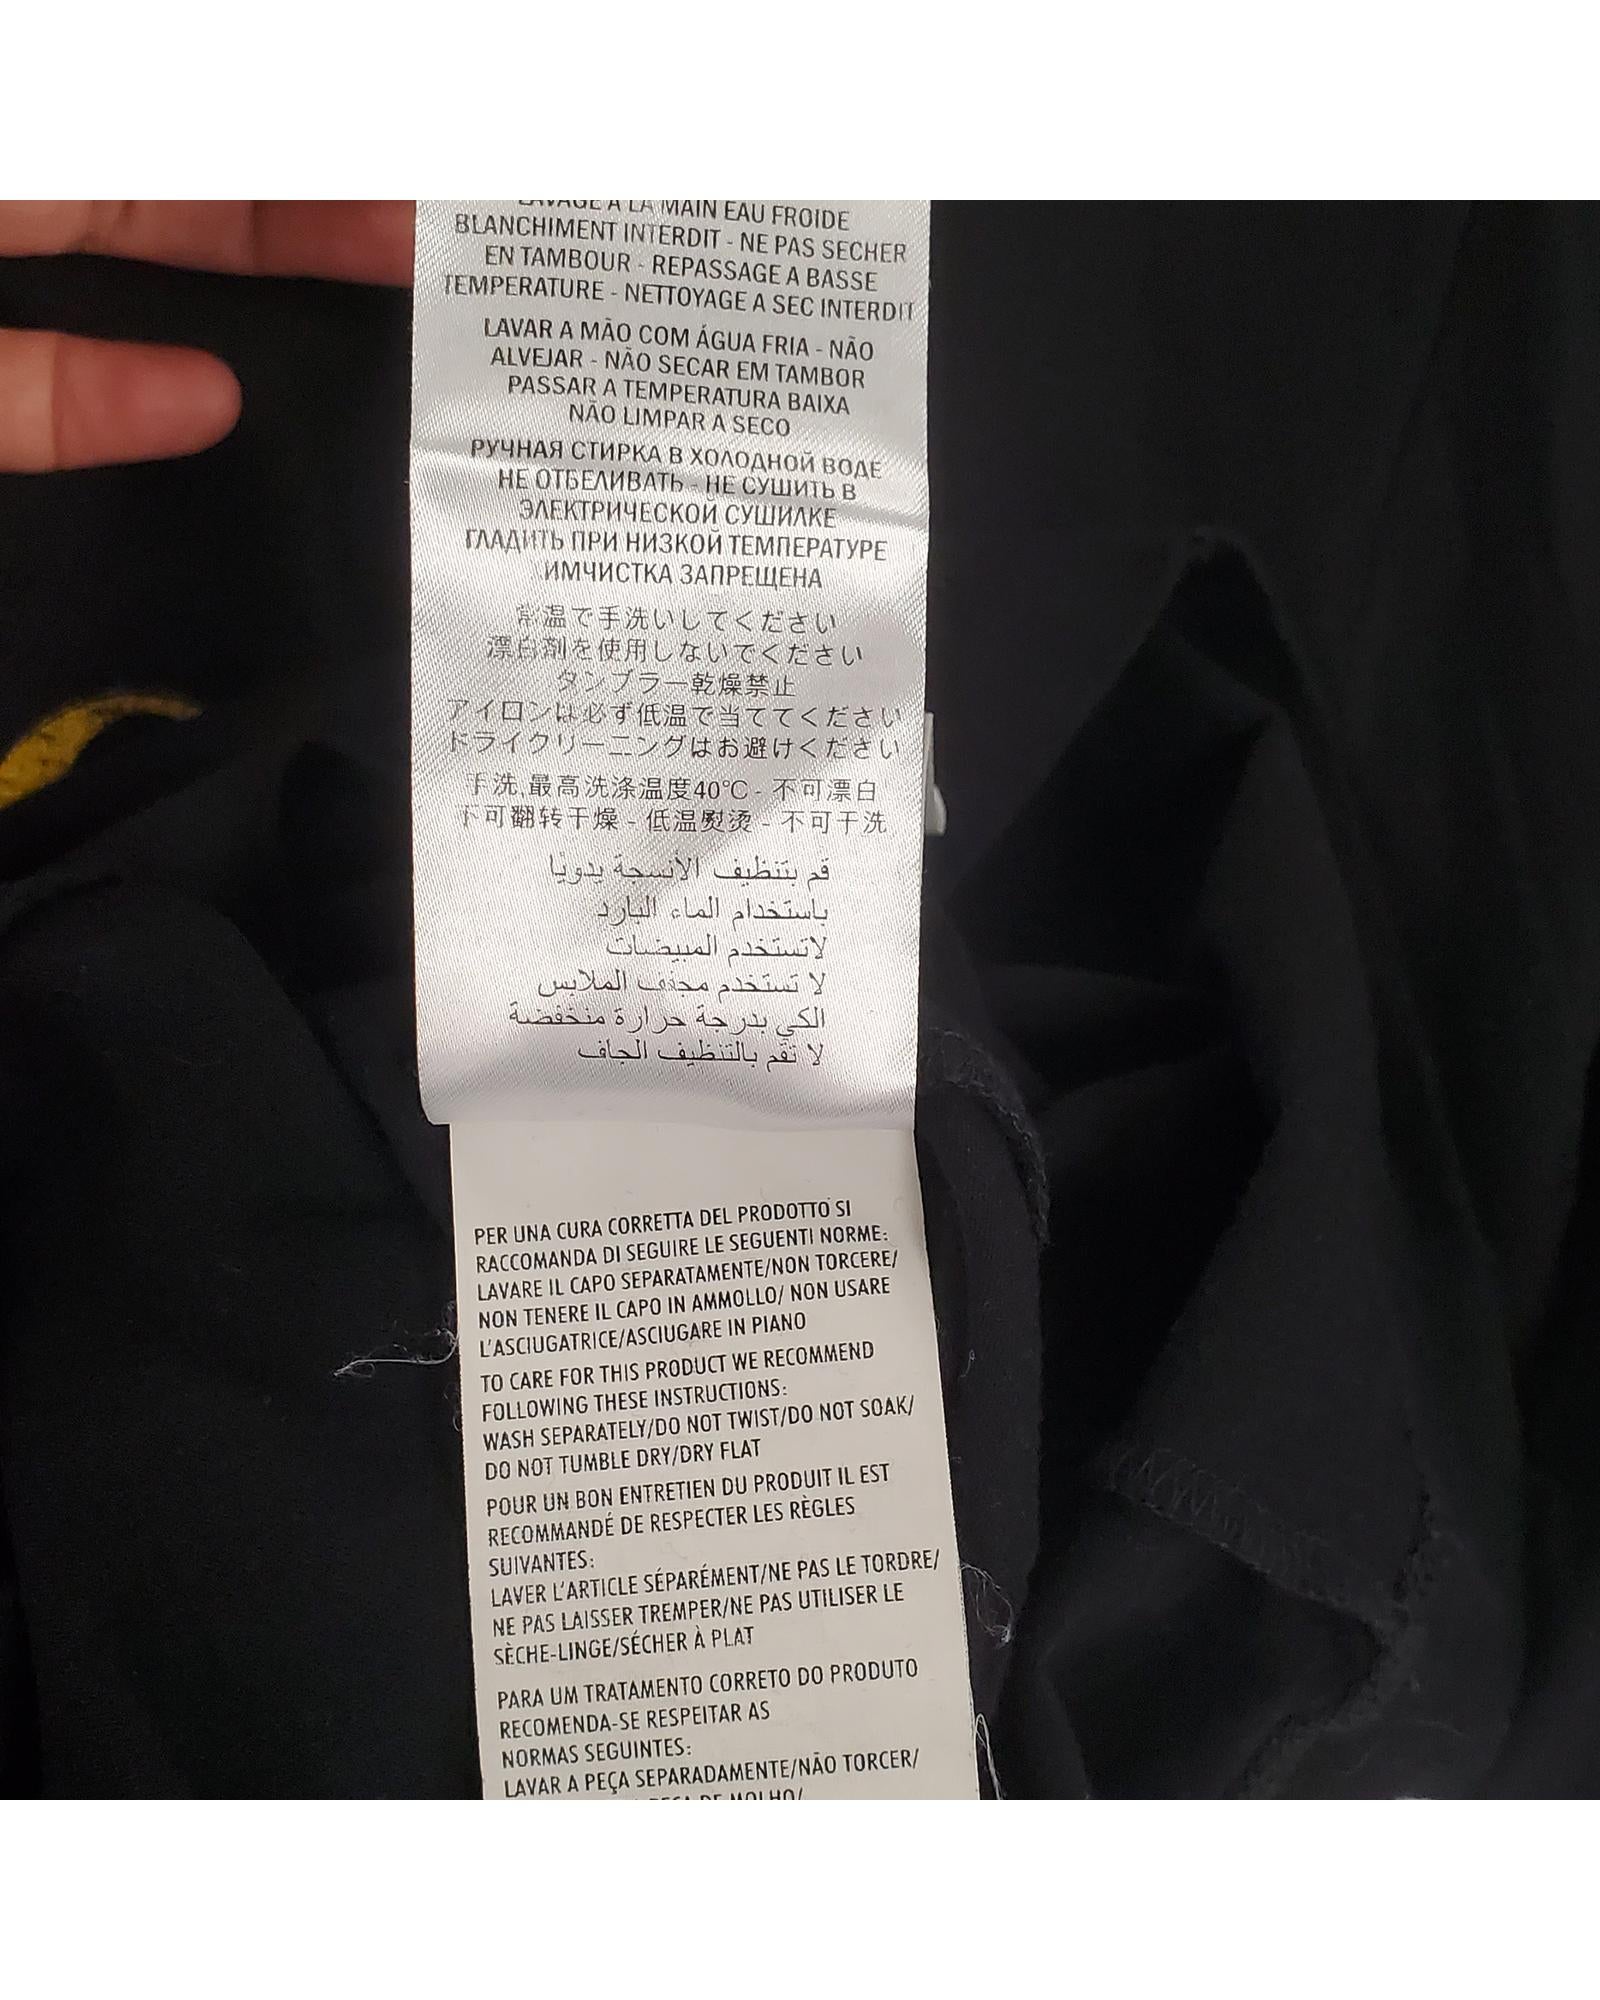 LAVAGE A LA MAIN EAU FROIDE
BLANCHIMENT INTERDIT - NE PAS SECHER
EN TAMBOUR - REPASSAGE A BASSE
TEMPERATURE - NETTOYAGE A SEC INTERDIT
LAVAR A MÃO COM ÁGUA FRIA - NÃO
ALVEJAR - NÃO SECAR EM TAMBOR
PASSAR A TEMPERATURA BAIXA
NÃO LIMPAR A SECO
РУЧНАЯ СТИРКА В ХОЛОДНОЙ ВОДЕ
НЕ ОТБЕЛИВАТЬ - НЕ СУШИТЬ В
ЭЛЕКТРИЧЕСКОЙ СУШИЛКЕ
ГЛАДИТЬ ПРИ НИЗКОЙ ТЕМПЕРАТУРЕ
ИМЧИСТКА ЗАПРЕЩЕНА
常温で手洗いしてください
漂白剤を使用しないでください
タンブラー乾燥禁止
アイロンは必ず低温で当ててください
ドライクリーニングはお避けください
手洗,最高洗涤温度40℃ - 不可漂白
不可翻转干燥 - 低温熨烫 - 不可干洗
قم بتنظيف الأنسجة يدويًا
باستخدام الماء البارد
لاتستخدم المبيضات
لا تستخدم مجفف الملابس
الكي بدرجة حرارة منخفضة
لا تقم بالتنظيف الجاف
PER UNA CURA CORRETTA DEL PRODOTTO SI
RACCOMANDA DI SEGUIRE LE SEGUENTI NORME:
LAVARE IL CAPO SEPARATAMENTE/NON TORCERE/
NON TENERE IL CAPO IN AMMOLLO/ NON USARE
L'ASCIUGATRICE/ASCIUGARE IN PIANO
TO CARE FOR THIS PRODUCT WE RECOMMEND
FOLLOWING THESE INSTRUCTIONS:
WASH SEPARATELY/DO NOT TWIST/DO NOT SOAK/
DO NOT TUMBLE DRY/DRY FLAT
POUR UN BON ENTRETIEN DU PRODUIT IL EST
RECOMMANDÉ DE RESPECTER LES RÈGLES
SUIVANTES:
LAVER L'ARTICLE SÉPARÉMENT/NE PAS LE TORDRE/
NE PAS LAISSER TREMPER/NE PAS UTILISER LE
SÈCHE-LINGE/SÉCHER À PLAT
PARA UM TRATAMENTO CORRETO DO PRODUTO
RECOMENDA-SE RESPEITAR AS
NORMAS SEGUINTES:
LAVAR A PEÇA SEPARADAMENTE/NÃO TORCER/
PEÇA DE MOLHO/